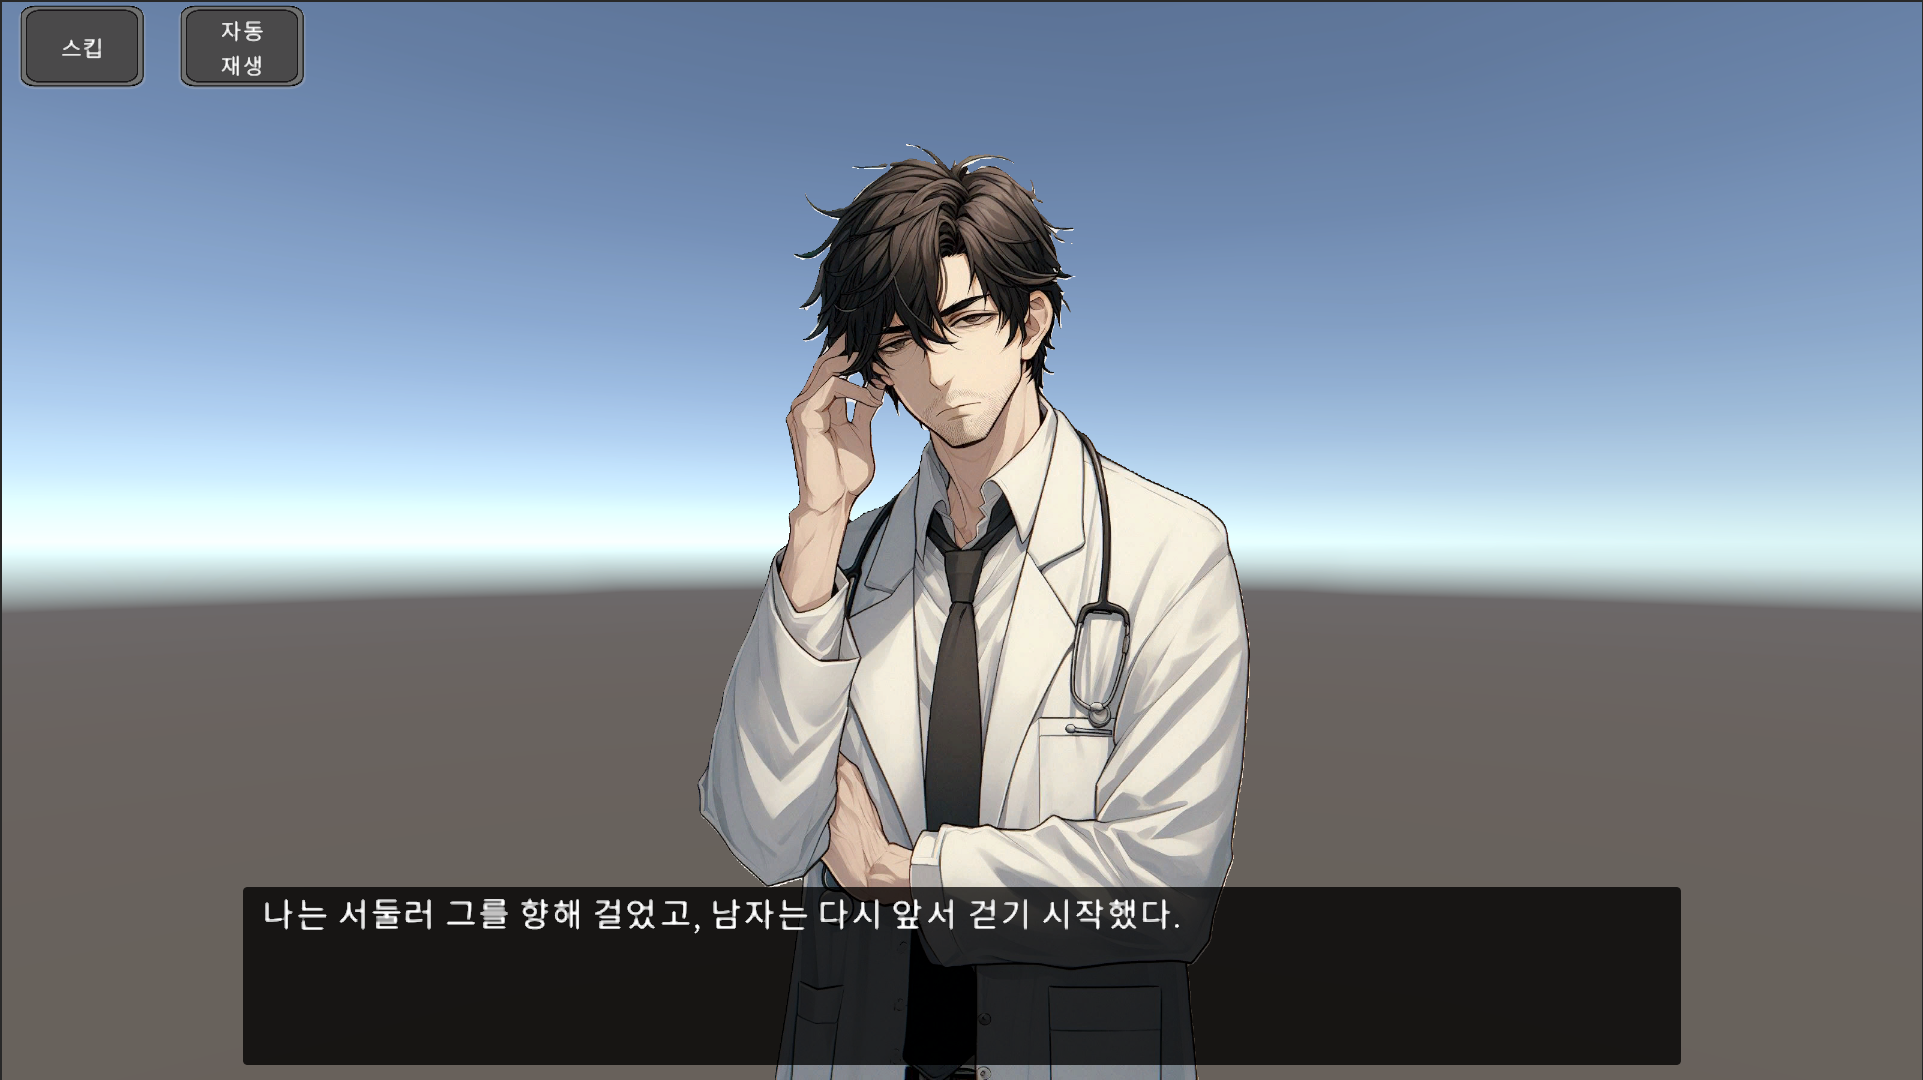 스킵
자동
재생
나는 서둘러 그를 향해 걸었고, 남자는 다시 앞서 걷기 시작했다.